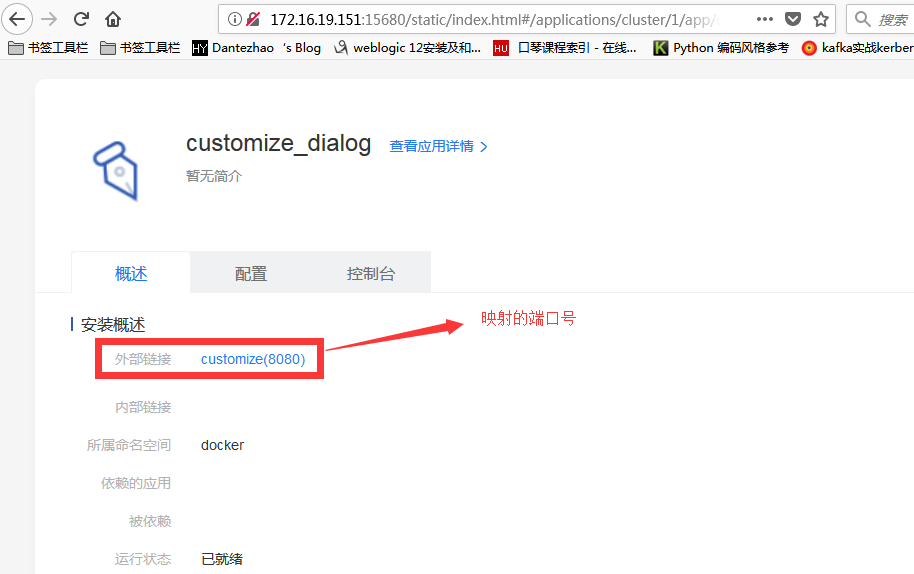 172.16.19.151:15680/static/index.html#/applications/cluster/1/app/
搜索
书签工具栏 书签工具栏 HY Dantezhao ‘s Blog weblogic 12安装及和... HU 口琴课程索引 - 在线... K Python 编码风格参考 kafka实战kerber
customize_dialog 查看应用详情
暂无简介
概述 配置 控制台
安装概述
映射的端口号
外部链接 customize(8080)
内部链接
所属命名空间 docker
依赖的应用
被依赖
运行状态 已就绪